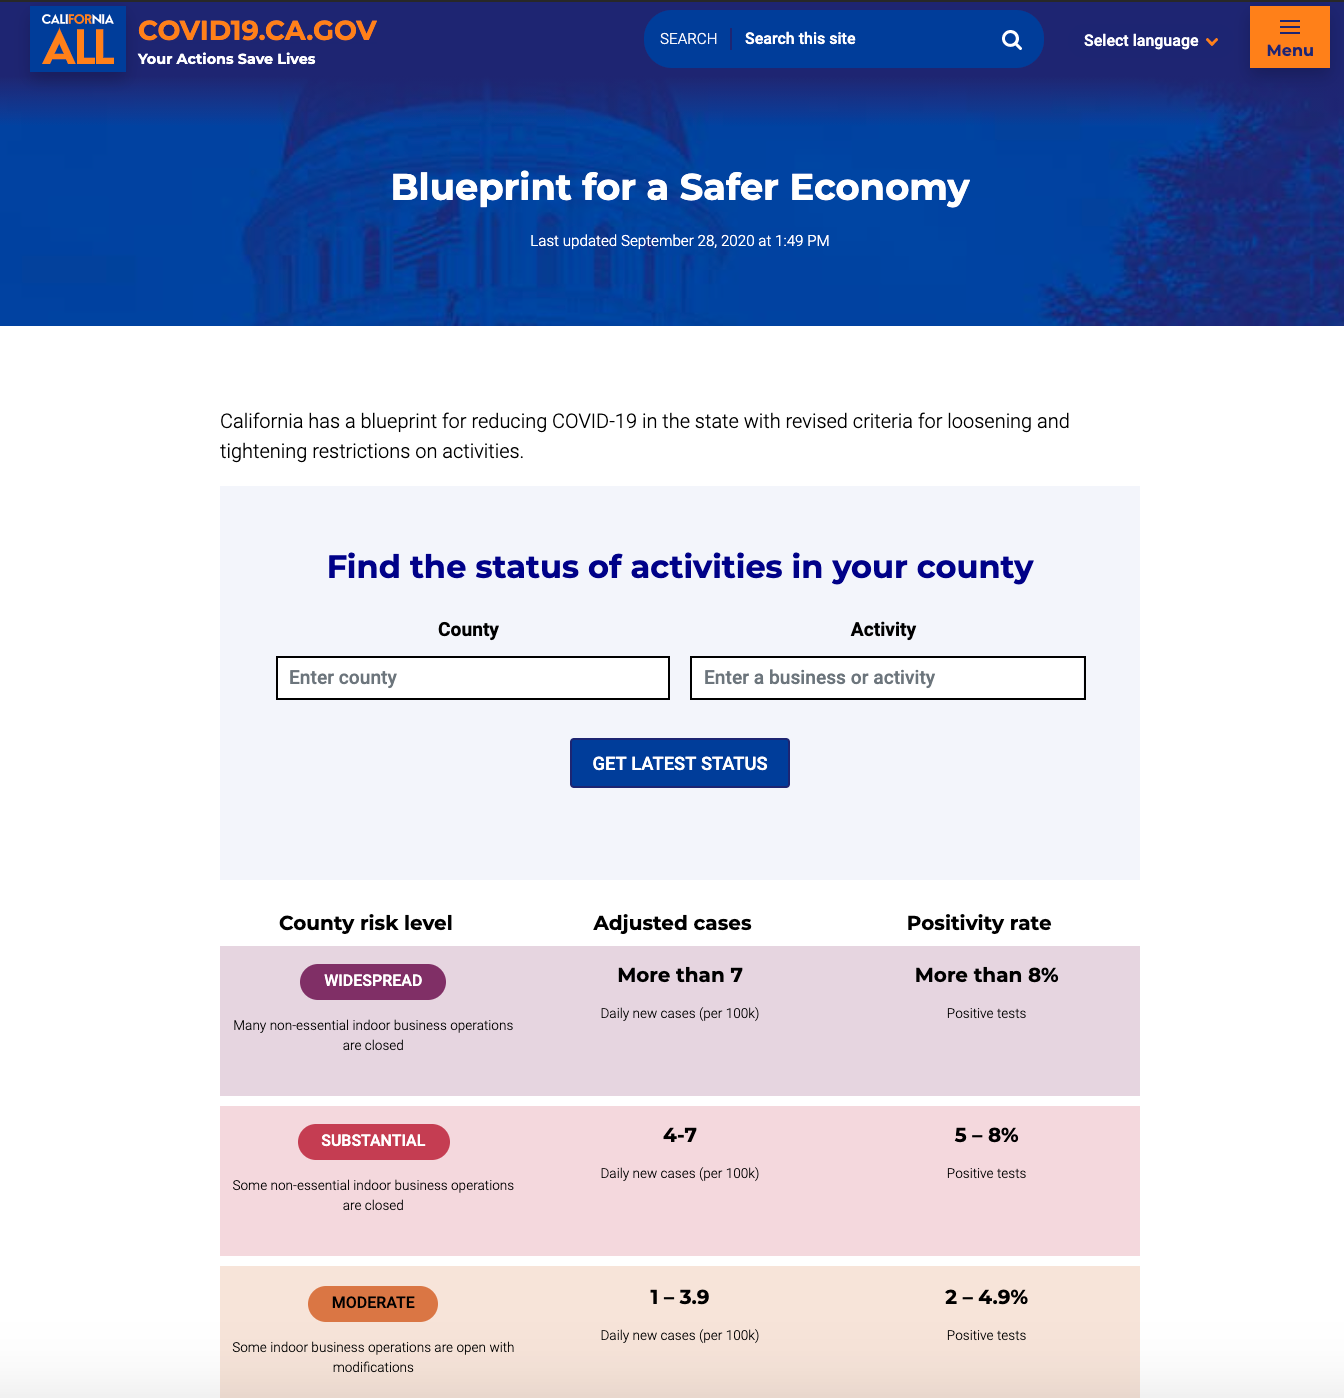 CALIFORNIA
ALL
COVID19.CA.GOV
Your Actions Save Lives
SEARCH
Search this site
Select language
Menu
Blueprint for a Safer Economy
Last updated September 28, 2020 at 1:49 PM
California has a blueprint for reducing COVID-19 in the state with revised criteria for loosening and
tightening restrictions on activities.
Find the status of activities in your county
County
Activity
Enter county
Enter a business or activity
GET LATEST STATUS
County risk level
Adjusted cases
Positivity rate
WIDESPREAD
Many non-essential indoor business operations
are closed
More than 7
Daily new cases (per 100k)
More than 8%
Positive tests
SUBSTANTIAL
Some non-essential indoor business operations
are closed
4-7
Daily new cases (per 100k)
5 – 8%
Positive tests
MODERATE
Some indoor business operations are open with
modifications
1 – 3.9
Daily new cases (per 100k)
2 – 4.9%
Positive tests